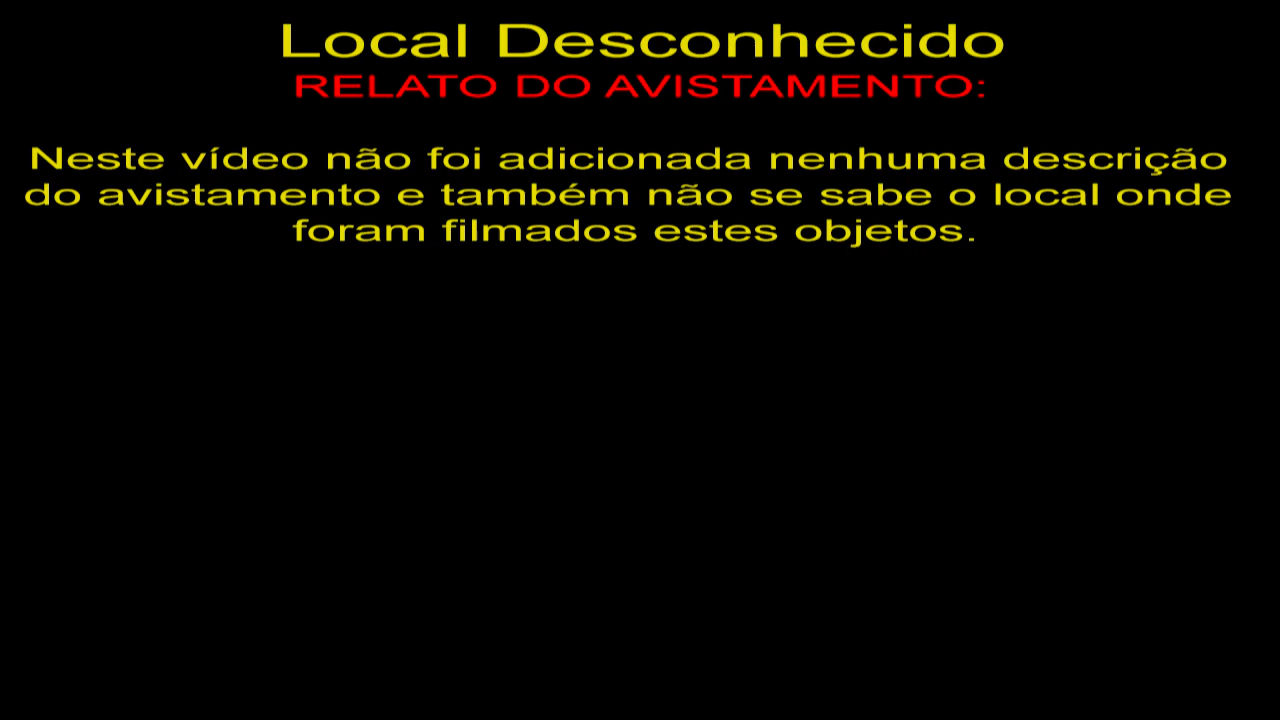 Local Desconhecido
RELATO DO AVISTAMENTO:
Neste vídeo não foi adicionada nenhuma descrição
do avistamento e também não se sabe o local onde
foram filmados estes objetos.